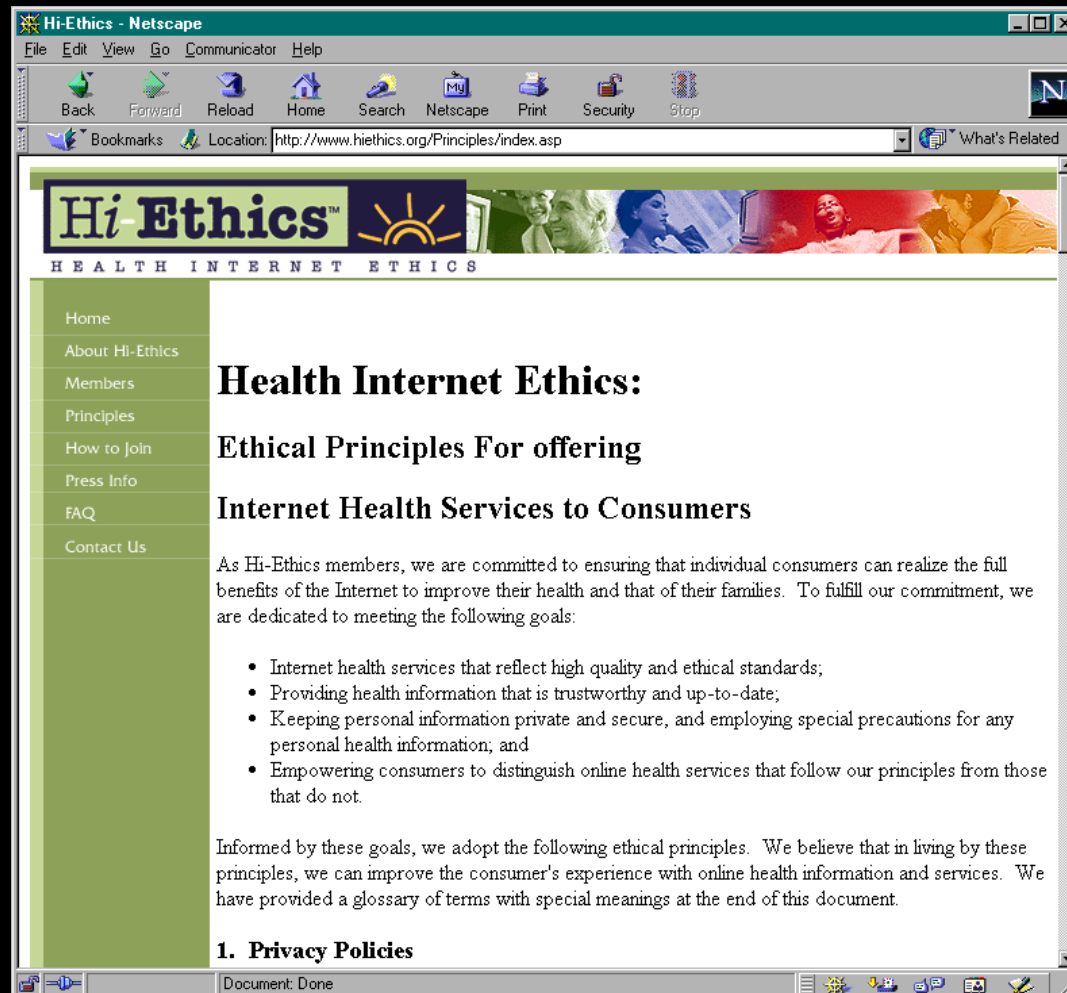 Hi-Ethics - Netscape
File Edit View Go Communicator Help
My
N
Back Forward Reload Home Search Netscape Print Security Stop
Bookmarks Location: http://www.hiethics.org/Principles/index.asp What's Related
Hi-Ethics™
HEALTH INTERNET ETHICS
Home
About Hi-Ethics
Members
Principles
How to Join
Press Info
FAQ
Contact Us
Health Internet Ethics:
Ethical Principles For offering
Internet Health Services to Consumers
As Hi-Ethics members, we are committed to ensuring that individual consumers can realize the full
benefits of the Internet to improve their health and that of their families. To fulfill our commitment, we
are dedicated to meeting the following goals:
• Internet health services that reflect high quality and ethical standards;
• Providing health information that is trustworthy and up-to-date;
• Keeping personal information private and secure, and employing special precautions for any
personal health information; and
• Empowering consumers to distinguish online health services that follow our principles from those
that do not.
Informed by these goals, we adopt the following ethical principles. We believe that in living by these
principles, we can improve the consumer's experience with online health information and services. We
have provided a glossary of terms with special meanings at the end of this document.
1. Privacy Policies
Document: Done